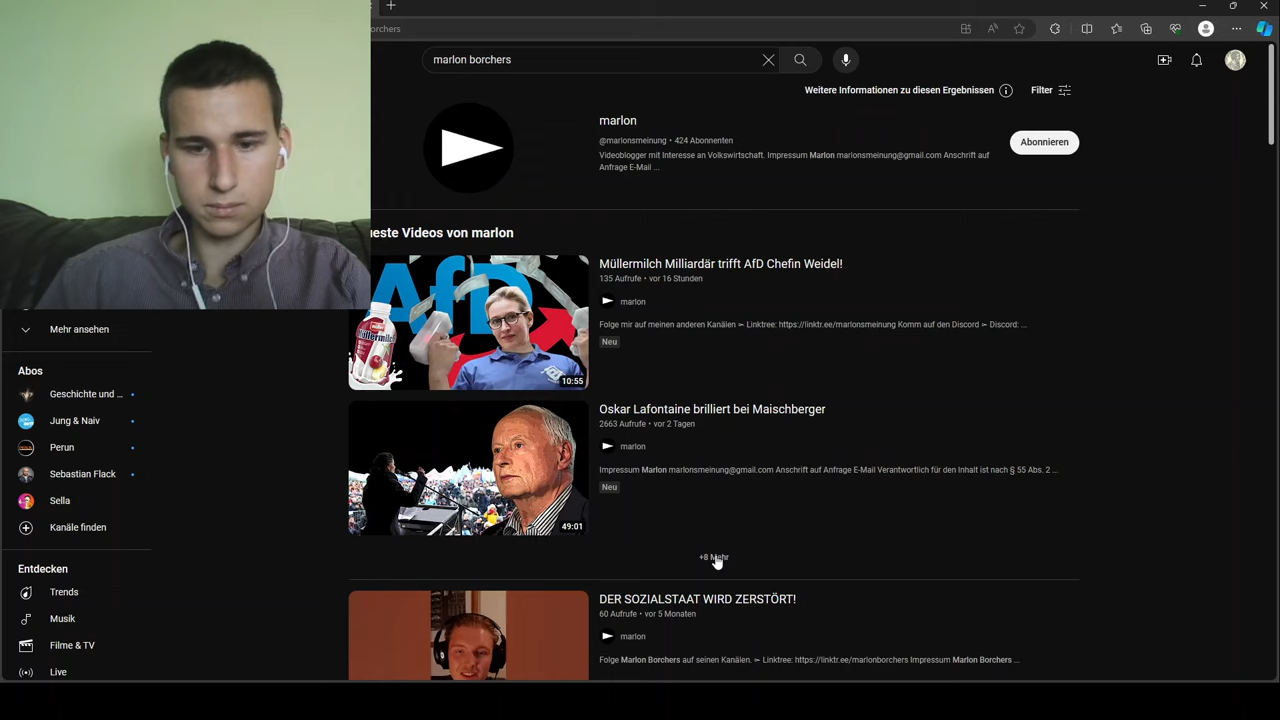 orchers
marlon borchers
Weitere Informationen zu diesen Ergebnissen
Filter
marlon
@marlonsmeinung • 424 Abonnenten
Videoblogger mit Interesse an Volkswirtschaft. Impressum Marlon marlonsmeinung@gmail.com Anschrift auf
Anfrage E-Mail ...
Abonnieren
ueste Videos von marlon
AfD
Müllermilch
10:55
Müllermilch Milliardär trifft AfD Chefin Weidel!
135 Aufrufe • vor 16 Stunden
marlon
Folge mir auf meinen anderen Kanälen ➢ Linktree: https://linktr.ee/marlonsmeinung Komm auf den Discord ➢ Discord: ...
Neu
49:01
Oskar Lafontaine brilliert bei Maischberger
2663 Aufrufe • vor 2 Tagen
marlon
Impressum Marlon marlonsmeinung@gmail.com Anschrift auf Anfrage E-Mail Verantwortlich für den Inhalt ist nach § 55 Abs. 2 ...
Neu
+8 Mehr
DER SOZIALSTAAT WIRD ZERSTÖRT!
60 Aufrufe • vor 5 Monaten
marlon
Folge Marlon Borchers auf seinen Kanälen. ➢ Linktree: https://linktr.ee/marlonborchers Impressum Marlon Borchers ...
Mehr ansehen
Abos
Geschichte und ...
Jung & Naiv
Perun
Sebastian Flack
Sella
Kanäle finden
Entdecken
Trends
Musik
Filme & TV
Live